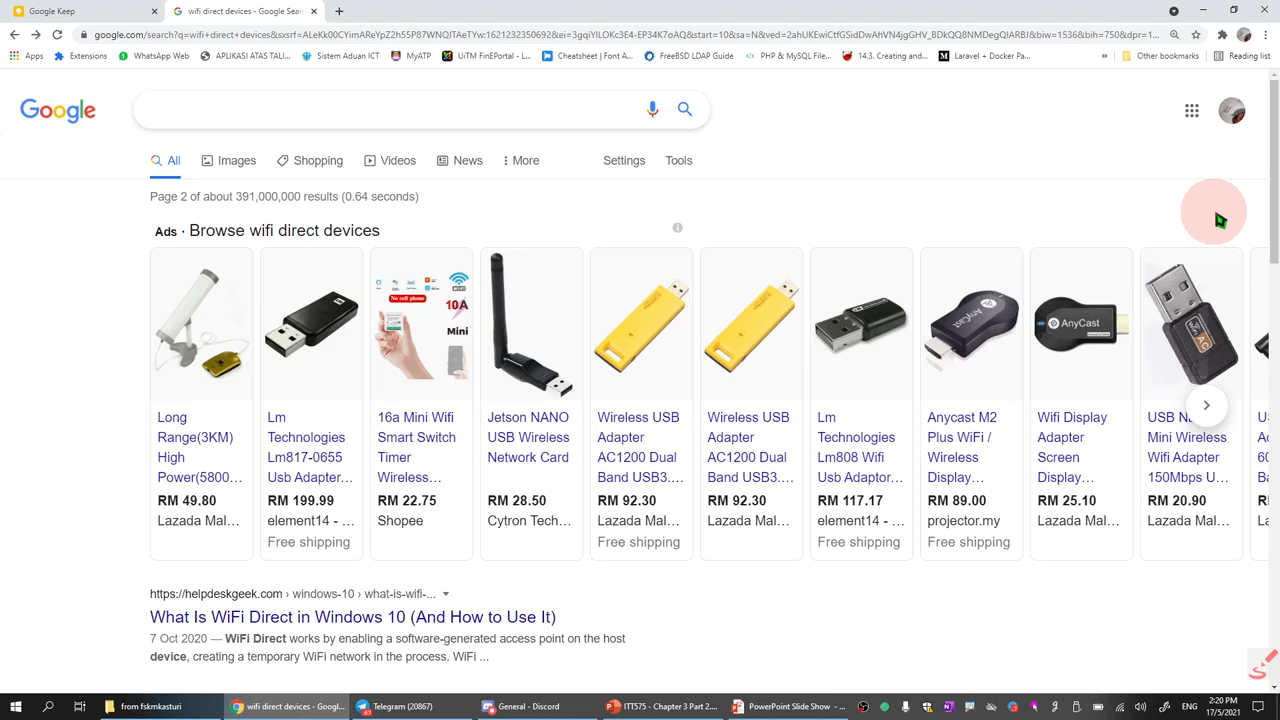 Google Keep
wifi direct devices - Google Sear
google.com/search?q=wifi+direct+devices&sxsrf=ALeKk00CYimAReYpZ2h55P87WNQITAeTYw:1621232350692&ei=3gqiYILOKc3E4-EP34K7oAQ&start=10&sa=N&ved=2ahUKEwiCtfGSidDwAhVN4jgGHV_BDkQQ8NMDegQIARBJ&biw=1536&bih=750&dpr=1...
Apps
Extensions
WhatsApp Web
APLIKASI ATAS TALI...
Sistem Aduan ICT
MyATP
UiTM FinEPortal - L...
Cheatsheet | Font A...
FreeBSD LDAP Guide
PHP & MySQL File...
14.3. Creating and...
Laravel + Docker Pa...
»
Other bookmarks
Reading list
Google
All
Images
Shopping
Videos
News
More
Settings
Tools
Page 2 of about 391,000,000 results (0.64 seconds)
Ads · Browse wifi direct devices
No cell phone
10A
Mini
AnyCast
AnyCast
Long
Range(3KM)
High
Power(5800...
RM 49.80
Lazada Mal...
Lm
Technologies
Lm817-0655
Usb Adapter...
RM 199.99
element14 - ...
Free shipping
16a Mini Wifi
Smart Switch
Timer
Wireless...
RM 22.75
Shopee
Jetson NANO
USB Wireless
Network Card
RM 28.50
Cytron Tech...
Wireless USB
Adapter
AC1200 Dual
Band USB3....
RM 92.30
Lazada Mal...
Free shipping
Wireless USB
Adapter
AC1200 Dual
Band USB3....
RM 92.30
Lazada Mal...
Lm
Technologies
Lm808 Wifi
Usb Adaptor...
RM 117.17
element14 - ...
Free shipping
Anycast M2
Plus WiFi /
Wireless
Display...
RM 89.00
projector.my
Free shipping
Wifi Display
Adapter
Screen
Display...
RM 25.10
Lazada Mal...
USB N
Mini Wireless
Wifi Adapter
150Mbps U...
RM 20.90
Lazada Mal...
https://helpdeskgeek.com › windows-10 › what-is-wifi-...
What Is WiFi Direct in Windows 10 (And How to Use It)
7 Oct 2020 — WiFi Direct works by enabling a software-generated access point on the host
device, creating a temporary WiFi network in the process. WiFi ...
from fskmkasturi
wifi direct devices - Googl...
Telegram (20867)
General - Discord
ITT575 - Chapter 3 Part 2....
PowerPoint Slide Show - ...
2:20 PM
17/5/2021